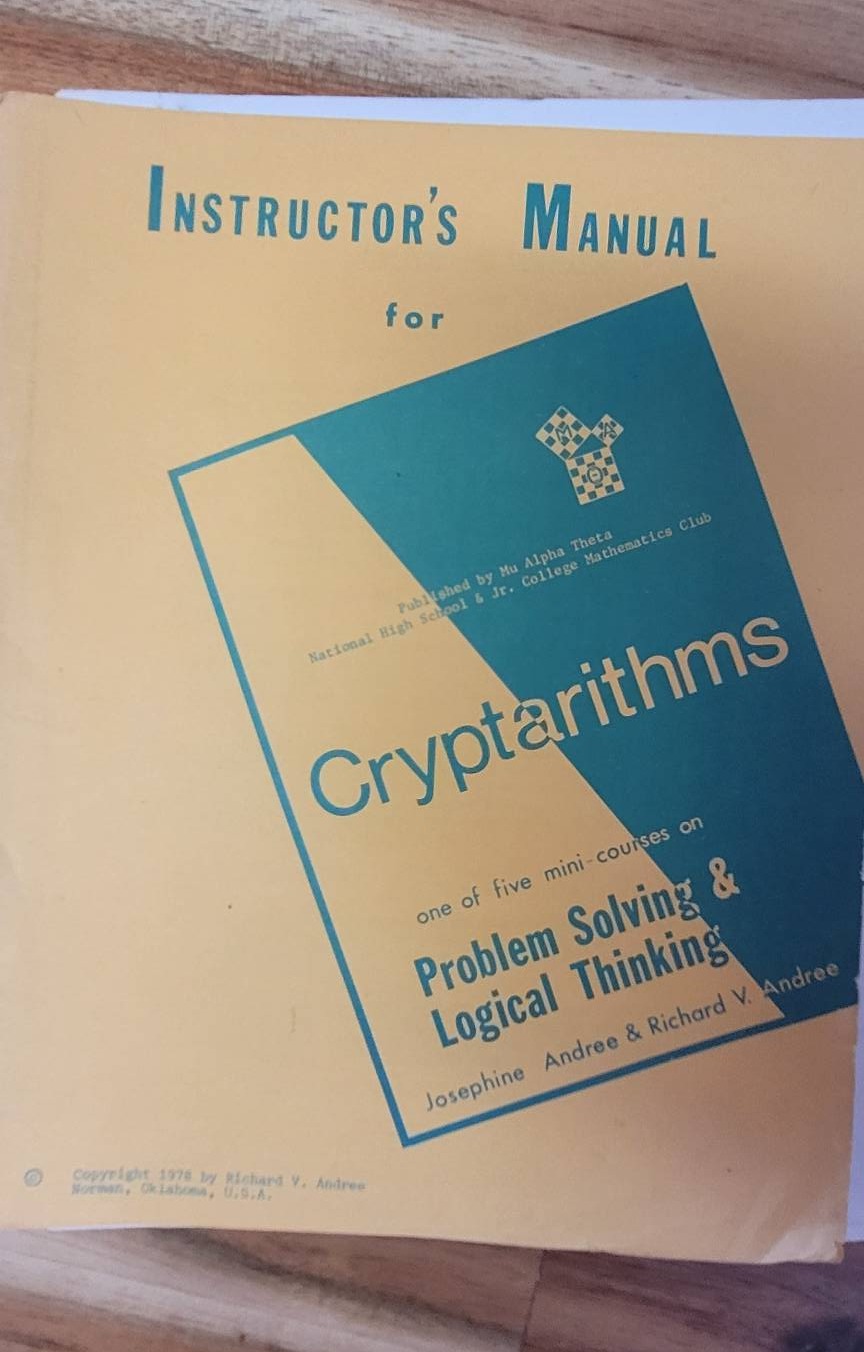 INSTRUCTOR'S MANUAL
for
M A
Θ
Published by Mu Alpha Theta
National High School & Jr. College Mathematics Club
Cryptarithms
one of five mini-courses on
Problem Solving &
Logical Thinking
Josephine Andree & Richard V. Andree
© Copyright 1978 by Richard V. Andree
Norman, Oklahoma, U.S.A.